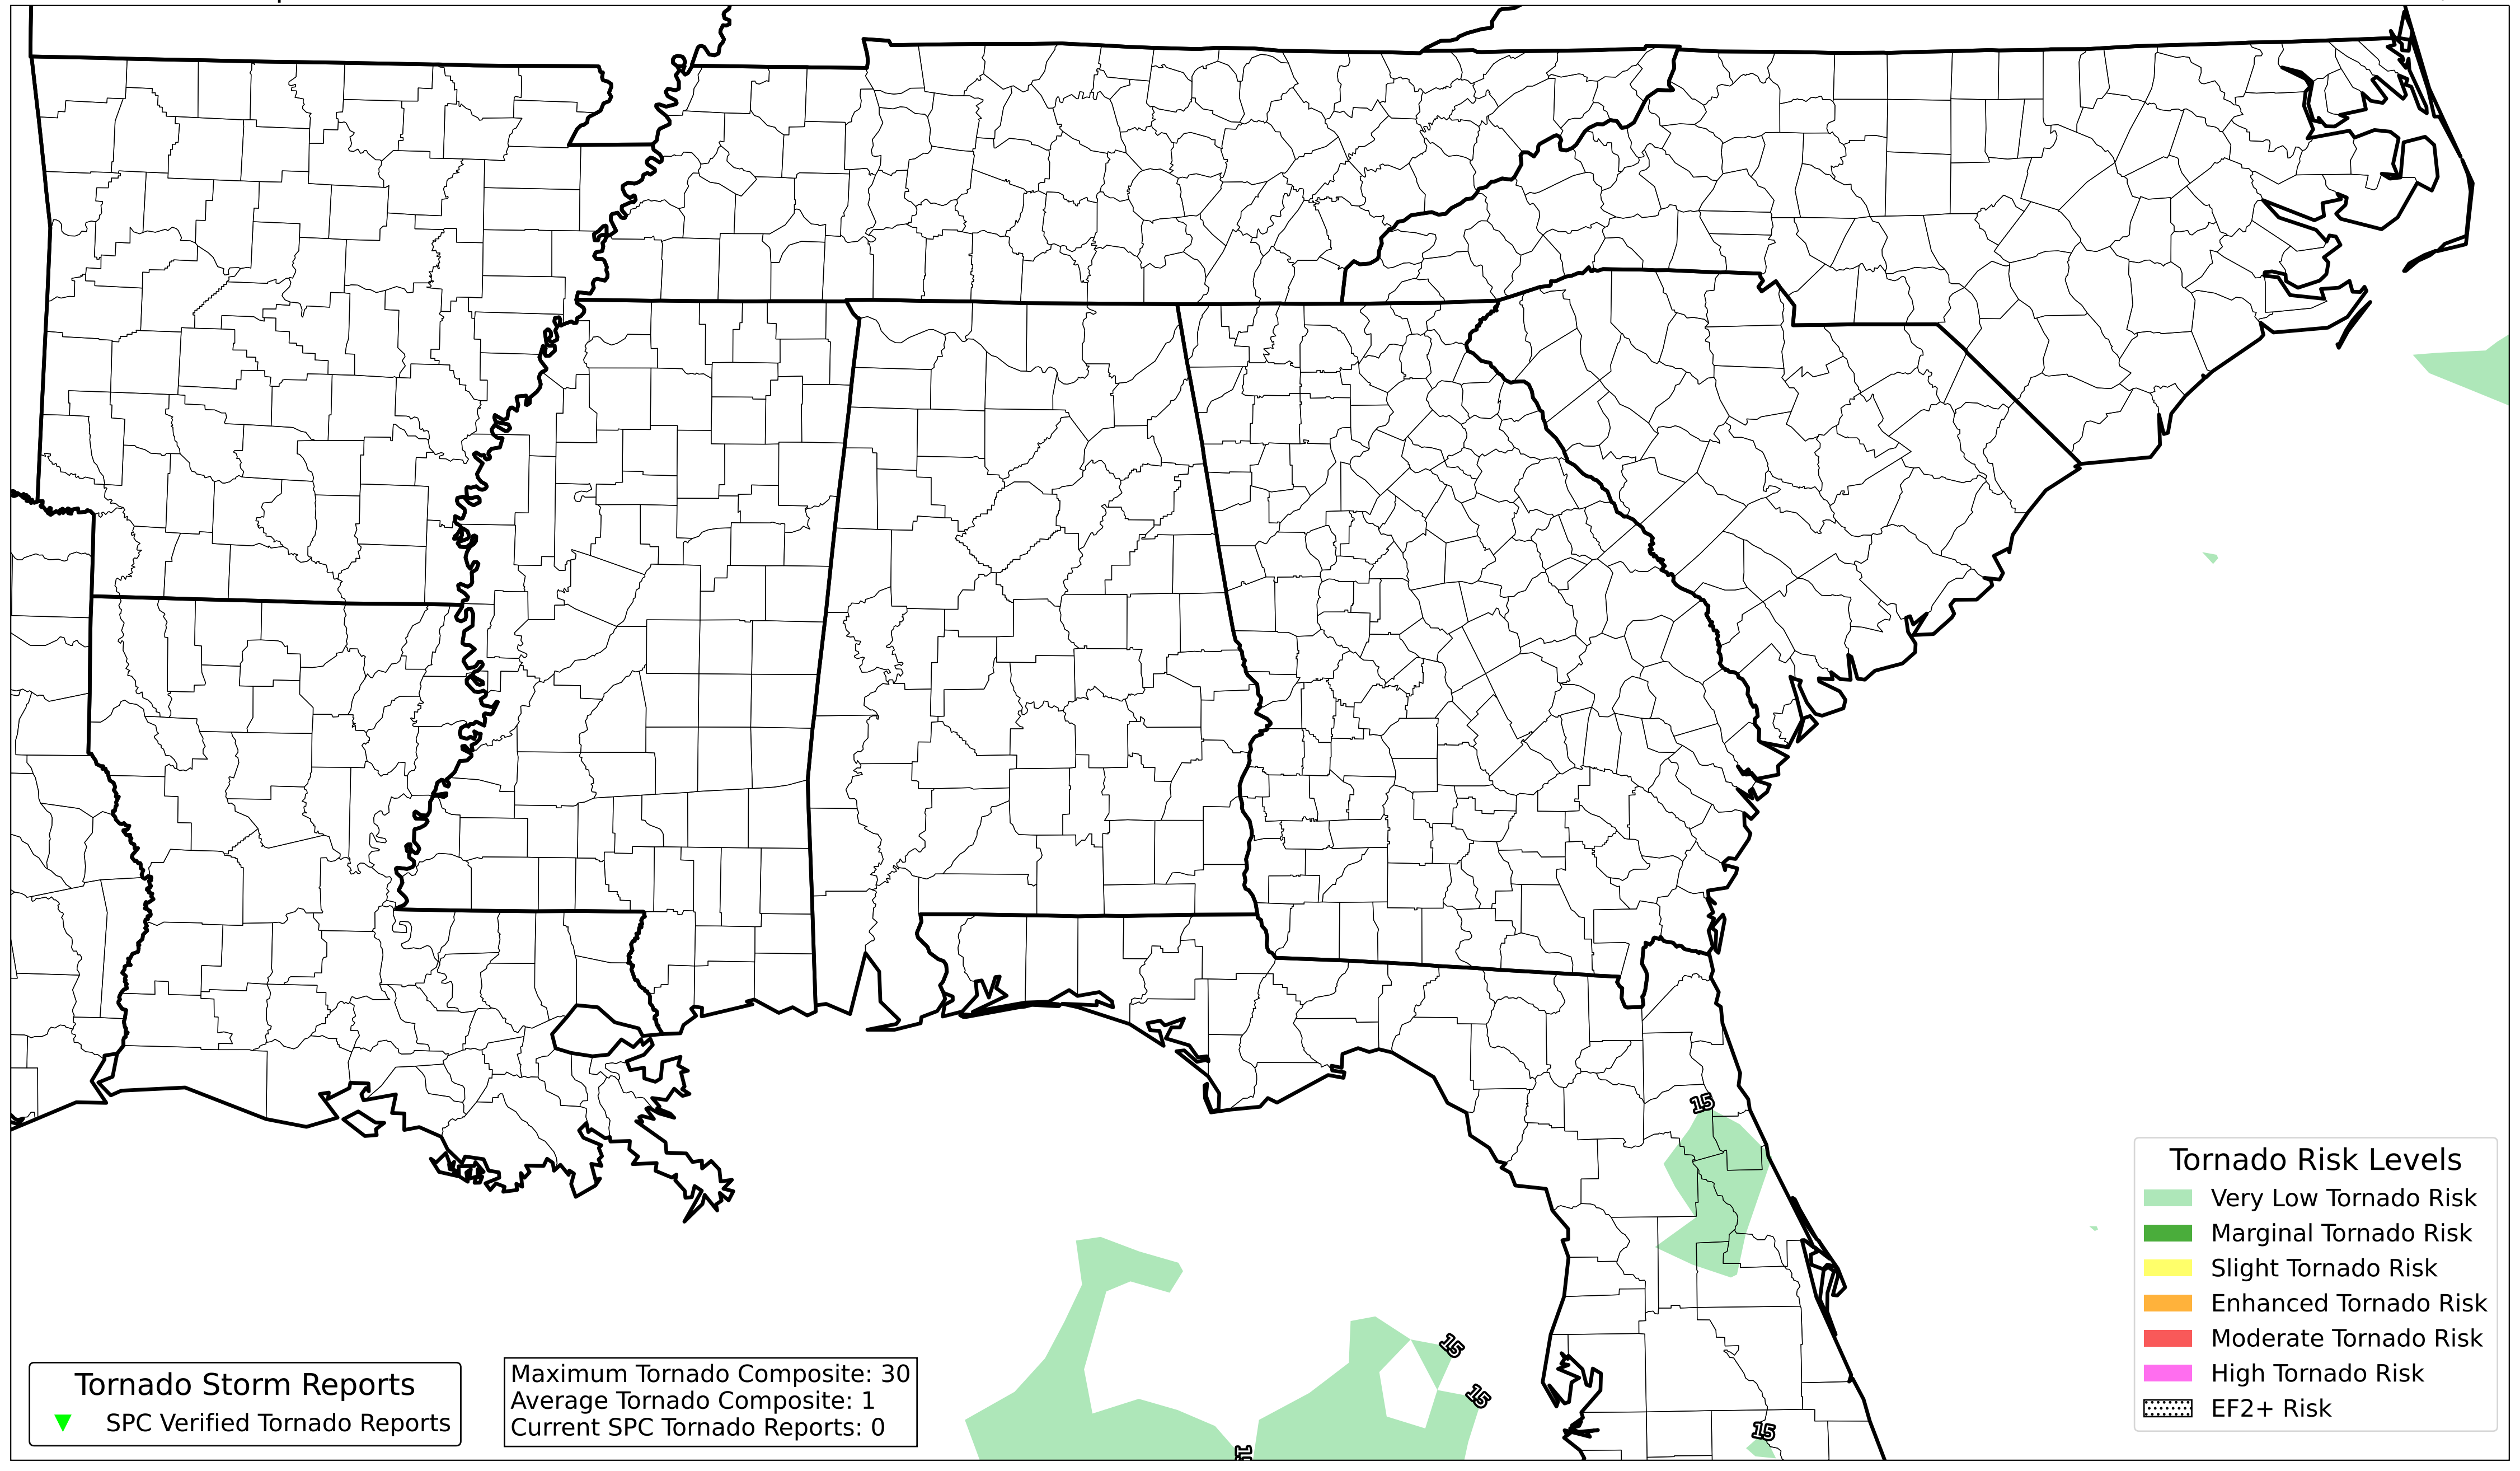 15
15
15
15
Tornado Storm Reports
SPC Verified Tornado Reports
Maximum Tornado Composite: 30
Average Tornado Composite: 1
Current SPC Tornado Reports: 0
Tornado Risk Levels
Very Low Tornado Risk
Marginal Tornado Risk
Slight Tornado Risk
Enhanced Tornado Risk
Moderate Tornado Risk
High Tornado Risk
EF2+ Risk